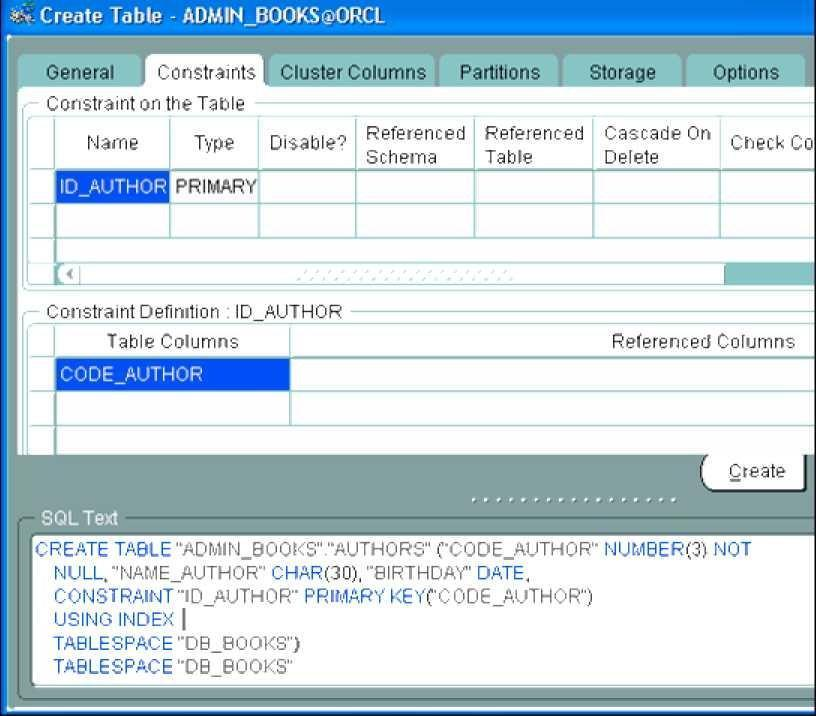 Create Table - ADMIN_BOOKS@ORCL
General Constraints Cluster Columns Partitions Storage Options
Constraint on the Table
Name Type Disable? Referenced Schema Referenced Table Cascade On Delete Check Co
ID_AUTHOR PRIMARY
Constraint Definition : ID_AUTHOR
Table Columns Referenced Columns
CODE_AUTHOR
Create
SQL Text
CREATE TABLE "ADMIN_BOOKS"."AUTHORS" ("CODE_AUTHOR" NUMBER(3) NOT
NULL, "NAME_AUTHOR" CHAR(30), "BIRTHDAY" DATE,
CONSTRAINT "ID_AUTHOR" PRIMARY KEY("CODE_AUTHOR")
USING INDEX
TABLESPACE "DB_BOOKS")
TABLESPACE "DB_BOOKS"